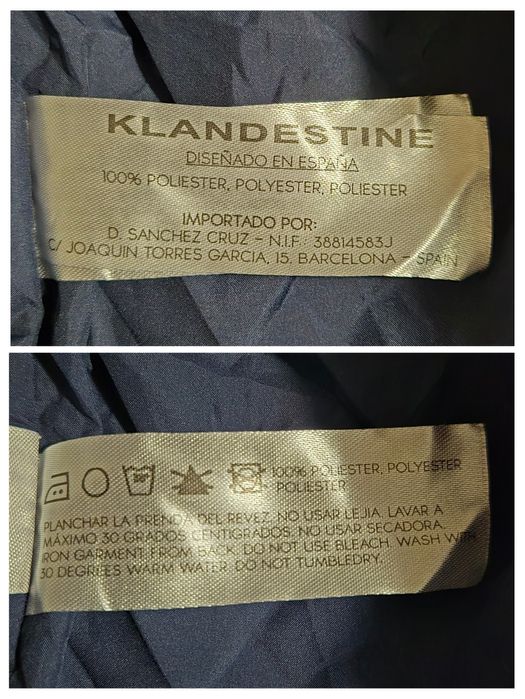 KLANDESTINE
DISEÑADO EN ESPAÑA
100% POLIESTER, POLYESTER, POLIESTER
IMPORTADO POR:
D. SANCHEZ CRUZ - N.I.F.: 38814583J
C/ JOAQUIN TORRES GARCIA, 15, BARCELONA - SPAIN
30°
100% POLIESTER, POLYESTER
POLIESTER
PLANCHAR LA PRENDA DEL REVEZ. NO USAR LEJIA, LAVAR A
MÁXIMO 30 GRADOS CENTIGRADOS. NO USAR SECADORA.
IRON GARMENT FROM BACK. DO NOT USE BLEACH. WASH WITH
30 DEGREES WARM WATER. DO NOT TUMBLEDRY.